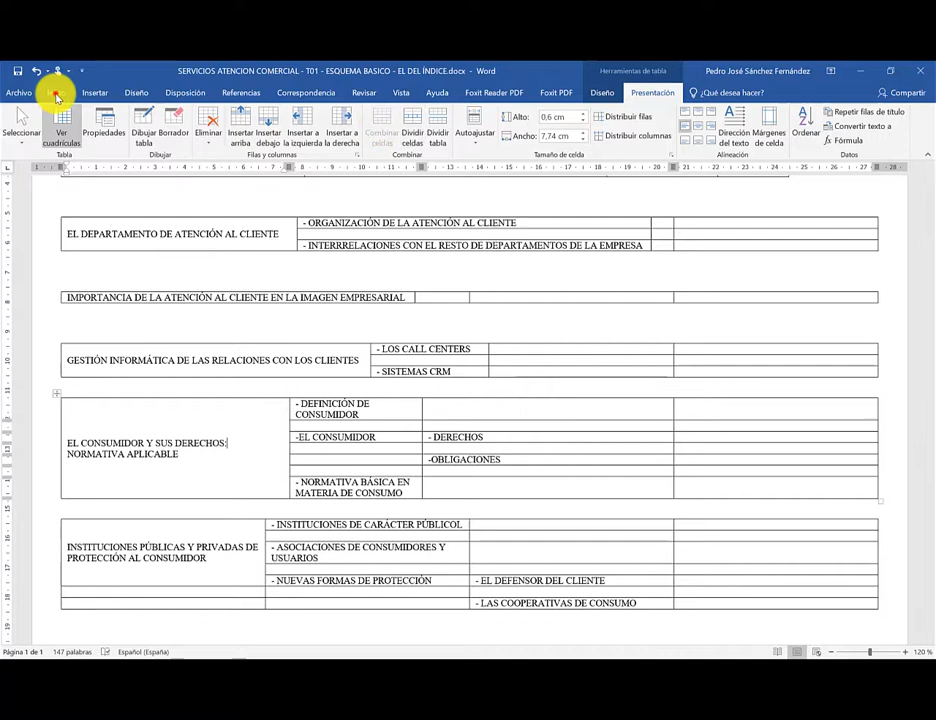 SERVICIOS ATENCION COMERCIAL - T01 - ESQUEMA BASICO - EL DEL ÍNDICE.docx - Word
Herramientas de tabla
Pedro José Sánchez Fernández
Archivo Insertar Diseño Disposición Referencias Correspondencia Revisar Vista Ayuda Foxit Reader PDF Foxit PDF Diseño Presentación ¿Qué desea hacer? Compartir
Seleccionar
Ver cuadrículas
Propiedades
Dibujar tabla
Borrador
Eliminar
Insertar arriba
Insertar debajo
Insertar a la izquierda
Insertar a la derecha
Combinar celdas
Dividir celdas
Dividir tabla
Autoajustar
Alto: 0,6 cm
Ancho: 7,74 cm
Distribuir filas
Distribuir columnas
Dirección del texto
Márgenes de celda
Ordenar
Repetir filas de título
Convertir texto a
Fórmula
Tabla
Dibujar
Filas y columnas
Combinar
Tamaño de celda
Alineación
Datos
EL DEPARTAMENTO DE ATENCIÓN AL CLIENTE
- ORGANIZACIÓN DE LA ATENCIÓN AL CLIENTE
- INTERRRELACIONES CON EL RESTO DE DEPARTAMENTOS DE LA EMPRESA
IMPORTANCIA DE LA ATENCIÓN AL CLIENTE EN LA IMAGEN EMPRESARIAL
GESTIÓN INFORMÁTICA DE LAS RELACIONES CON LOS CLIENTES
- LOS CALL CENTERS
- SISTEMAS CRM
EL CONSUMIDOR Y SUS DERECHOS:
NORMATIVA APLICABLE
- DEFINICIÓN DE
CONSUMIDOR
-EL CONSUMIDOR
- DERECHOS
-OBLIGACIONES
- NORMATIVA BÁSICA EN
MATERIA DE CONSUMO
INSTITUCIONES PÚBLICAS Y PRIVADAS DE
PROTECCIÓN AL CONSUMIDOR
- INSTITUCIONES DE CARÁCTER PÚBLICOL
- ASOCIACIONES DE CONSUMIDORES Y
USUARIOS
- NUEVAS FORMAS DE PROTECCIÓN
- EL DEFENSOR DEL CLIENTE
- LAS COOPERATIVAS DE CONSUMO
Página 1 de 1 147 palabras Español (España) 120 %